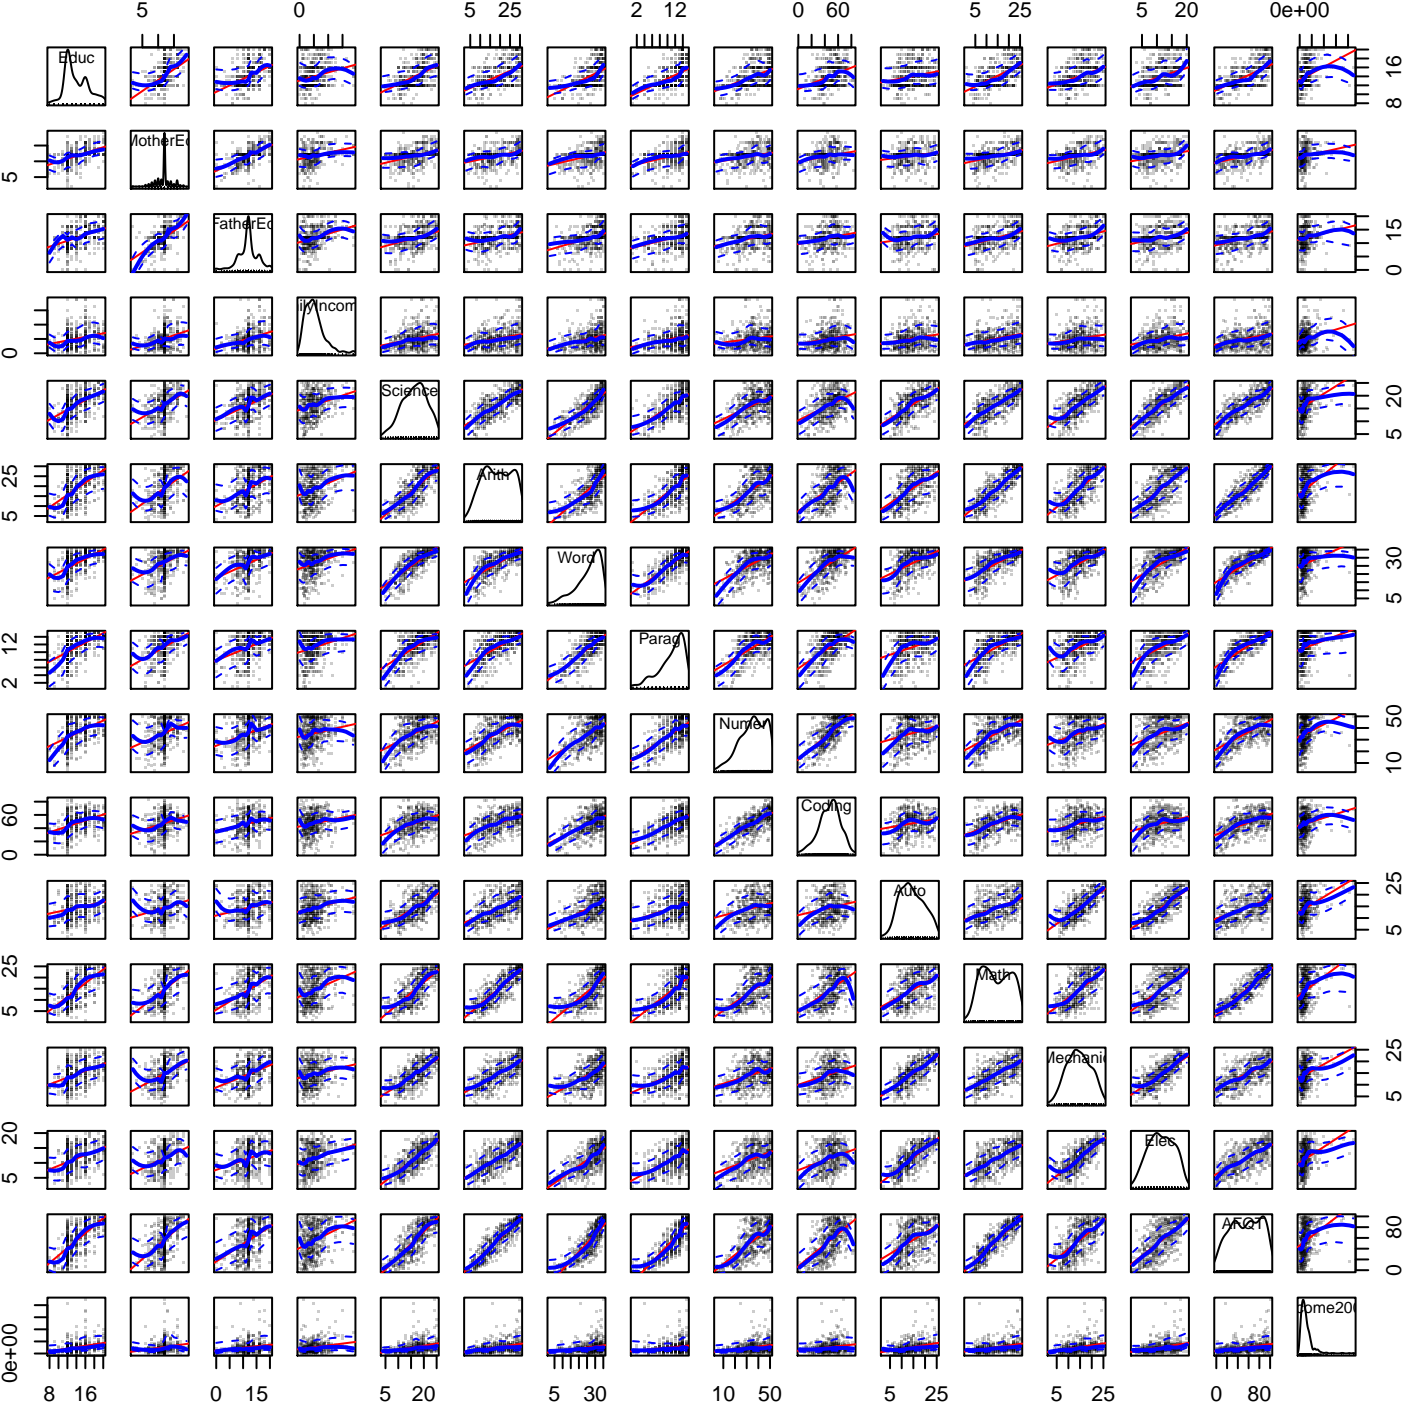 5 0 5 25 2 12 0 60 5 25 5 20 0e+00
Educ 16 8
MotherEd 5
FatherEd 15 0
ilyIncom 0
Science 20 5
Arith 25 5
Word 30 5
Parag 12 2
Numer 50 10
Coding 60 0
Auto 25 5
Math 25 5
Mechanic 25 5
Elec 20 5
AFQT 80 0
come200 0e+00
8 16 0 15 5 20 5 30 10 50 5 25 5 25 0 80